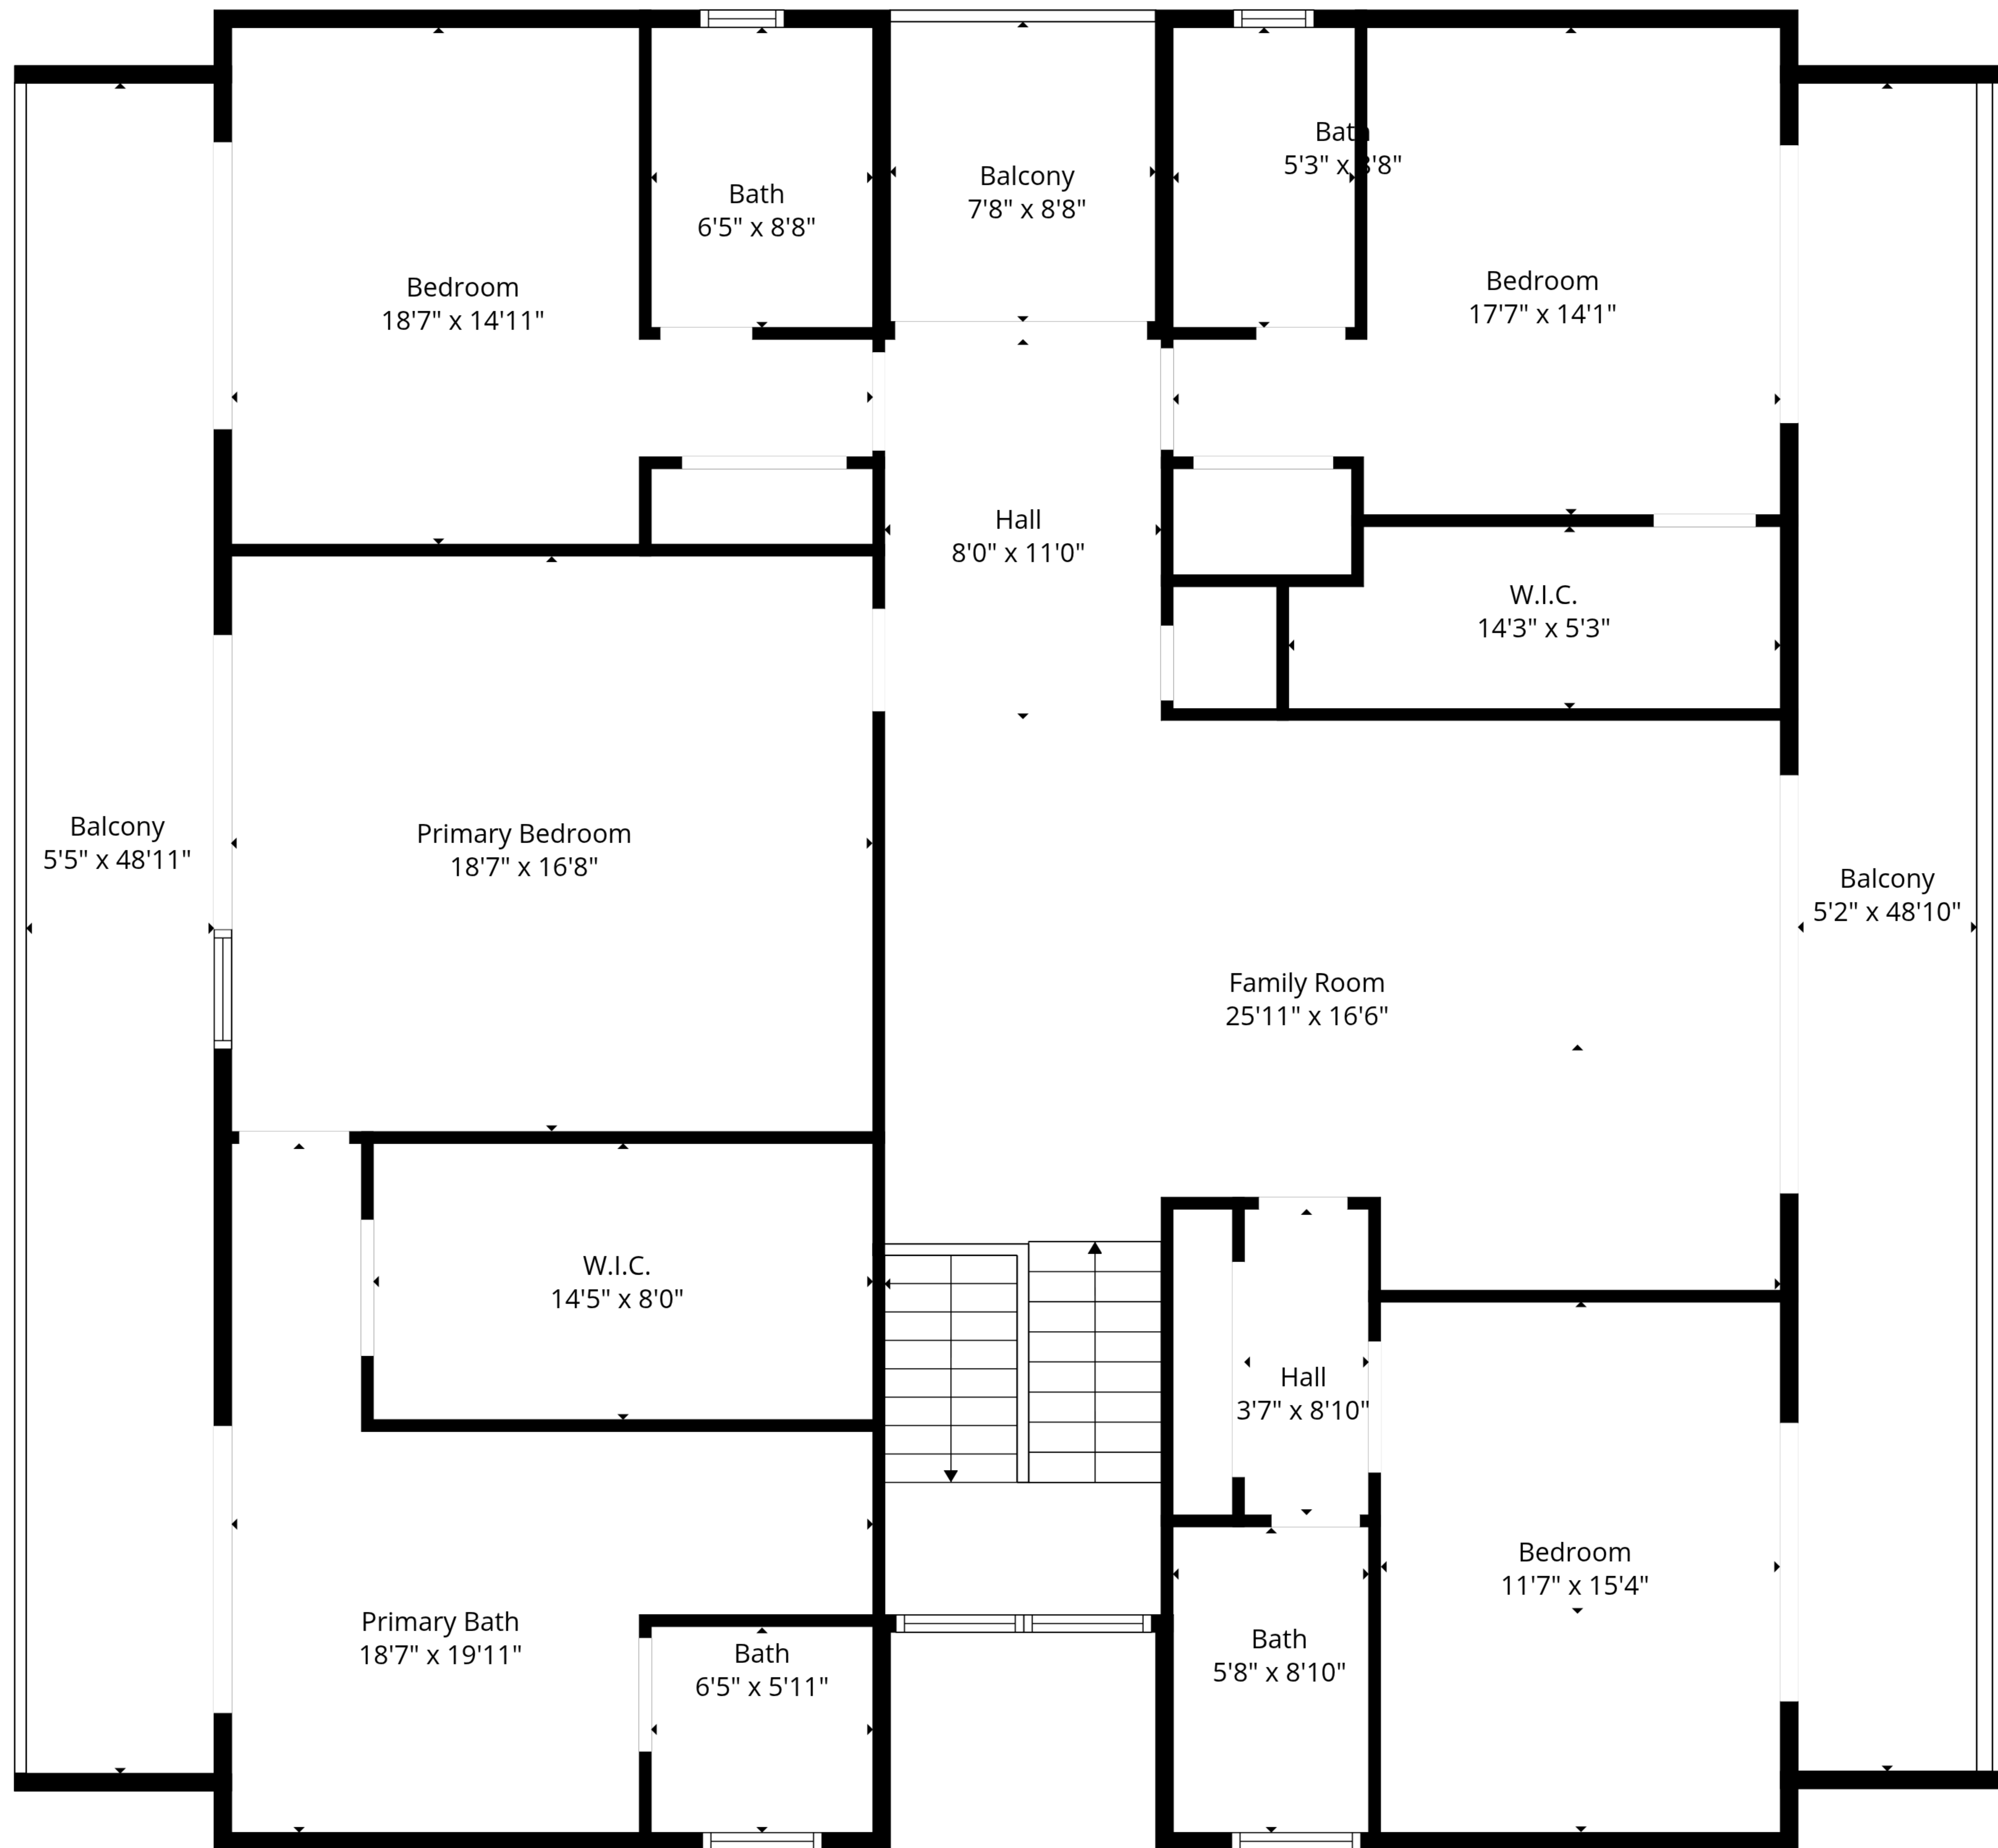 Bath
5'3" x 8'8"
Balcony
7'8" x 8'8"
Bath
6'5" x 8'8"
Bedroom
18'7" x 14'11"
Bedroom
17'7" x 14'1"
Hall
8'0" x 11'0"
W.I.C.
14'3" x 5'3"
Balcony
5'5" x 48'11"
Primary Bedroom
18'7" x 16'8"
Balcony
5'2" x 48'10"
Family Room
25'11" x 16'6"
W.I.C.
14'5" x 8'0"
Hall
3'7" x 8'10"
Bedroom
11'7" x 15'4"
Primary Bath
18'7" x 19'11"
Bath
6'5" x 5'11"
Bath
5'8" x 8'10"